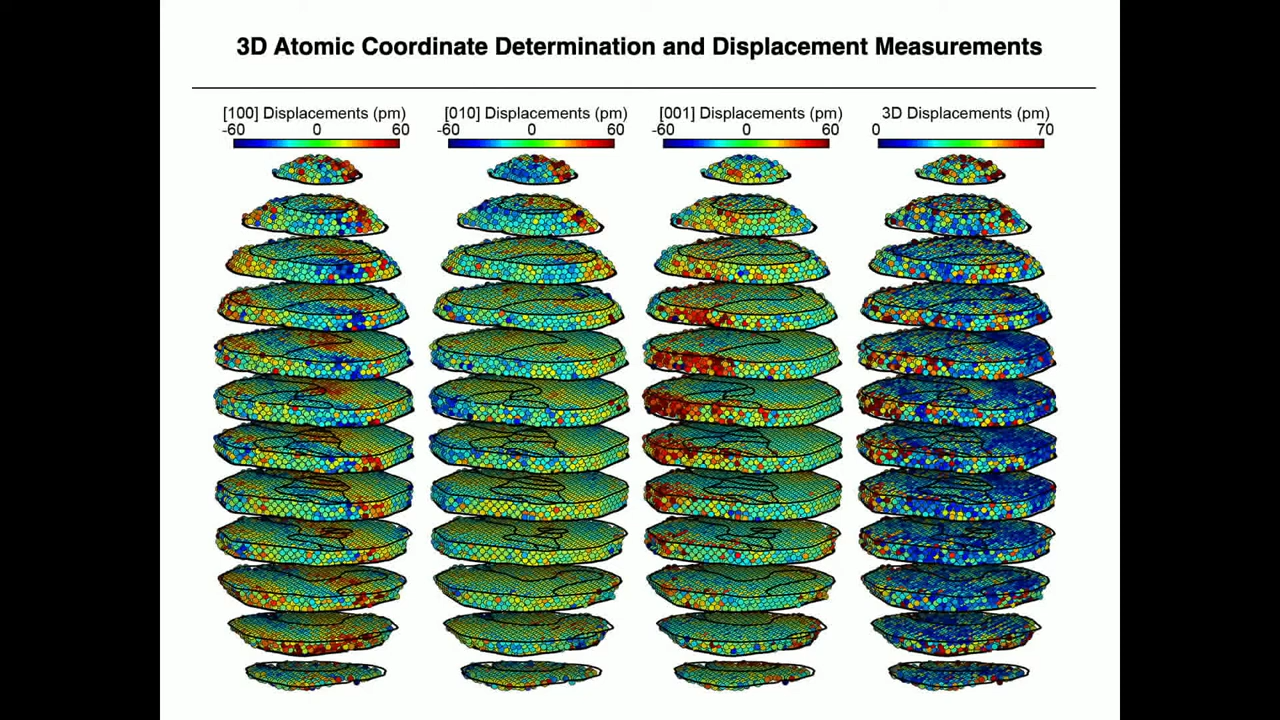 3D Atomic Coordinate Determination and Displacement Measurements
[100] Displacements (pm)
-60 0 60
[010] Displacements (pm)
-60 0 60
[001] Displacements (pm)
-60 0 60
3D Displacements (pm)
0 70